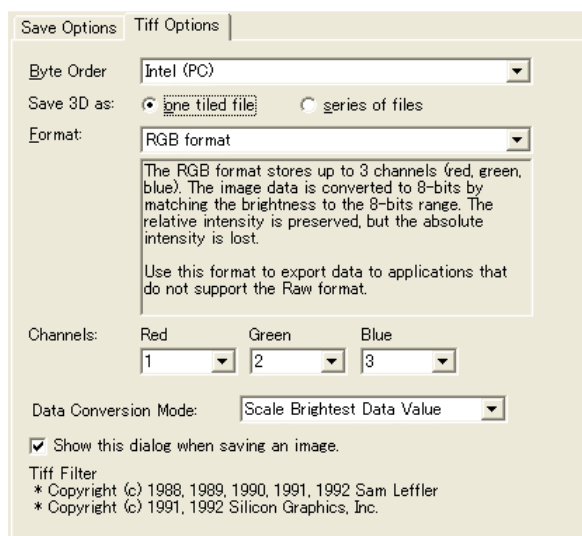 Save Options Tiff Options
Byte Order Intel (PC)
Save 3D as: one tiled file series of files
Format: RGB format
The RGB format stores up to 3 channels (red, green,
blue). The image data is converted to 8-bits by
matching the brightness to the 8-bits range. The
relative intensity is preserved, but the absolute
intensity is lost.
Use this format to export data to applications that
do not support the Raw format.
Channels: Red Green Blue
1 2 3
Data Conversion Mode: Scale Brightest Data Value
Show this dialog when saving an image.
Tiff Filter
* Copyright (c) 1988, 1989, 1990, 1991, 1992 Sam Leffler
* Copyright (c) 1991, 1992 Silicon Graphics, Inc.